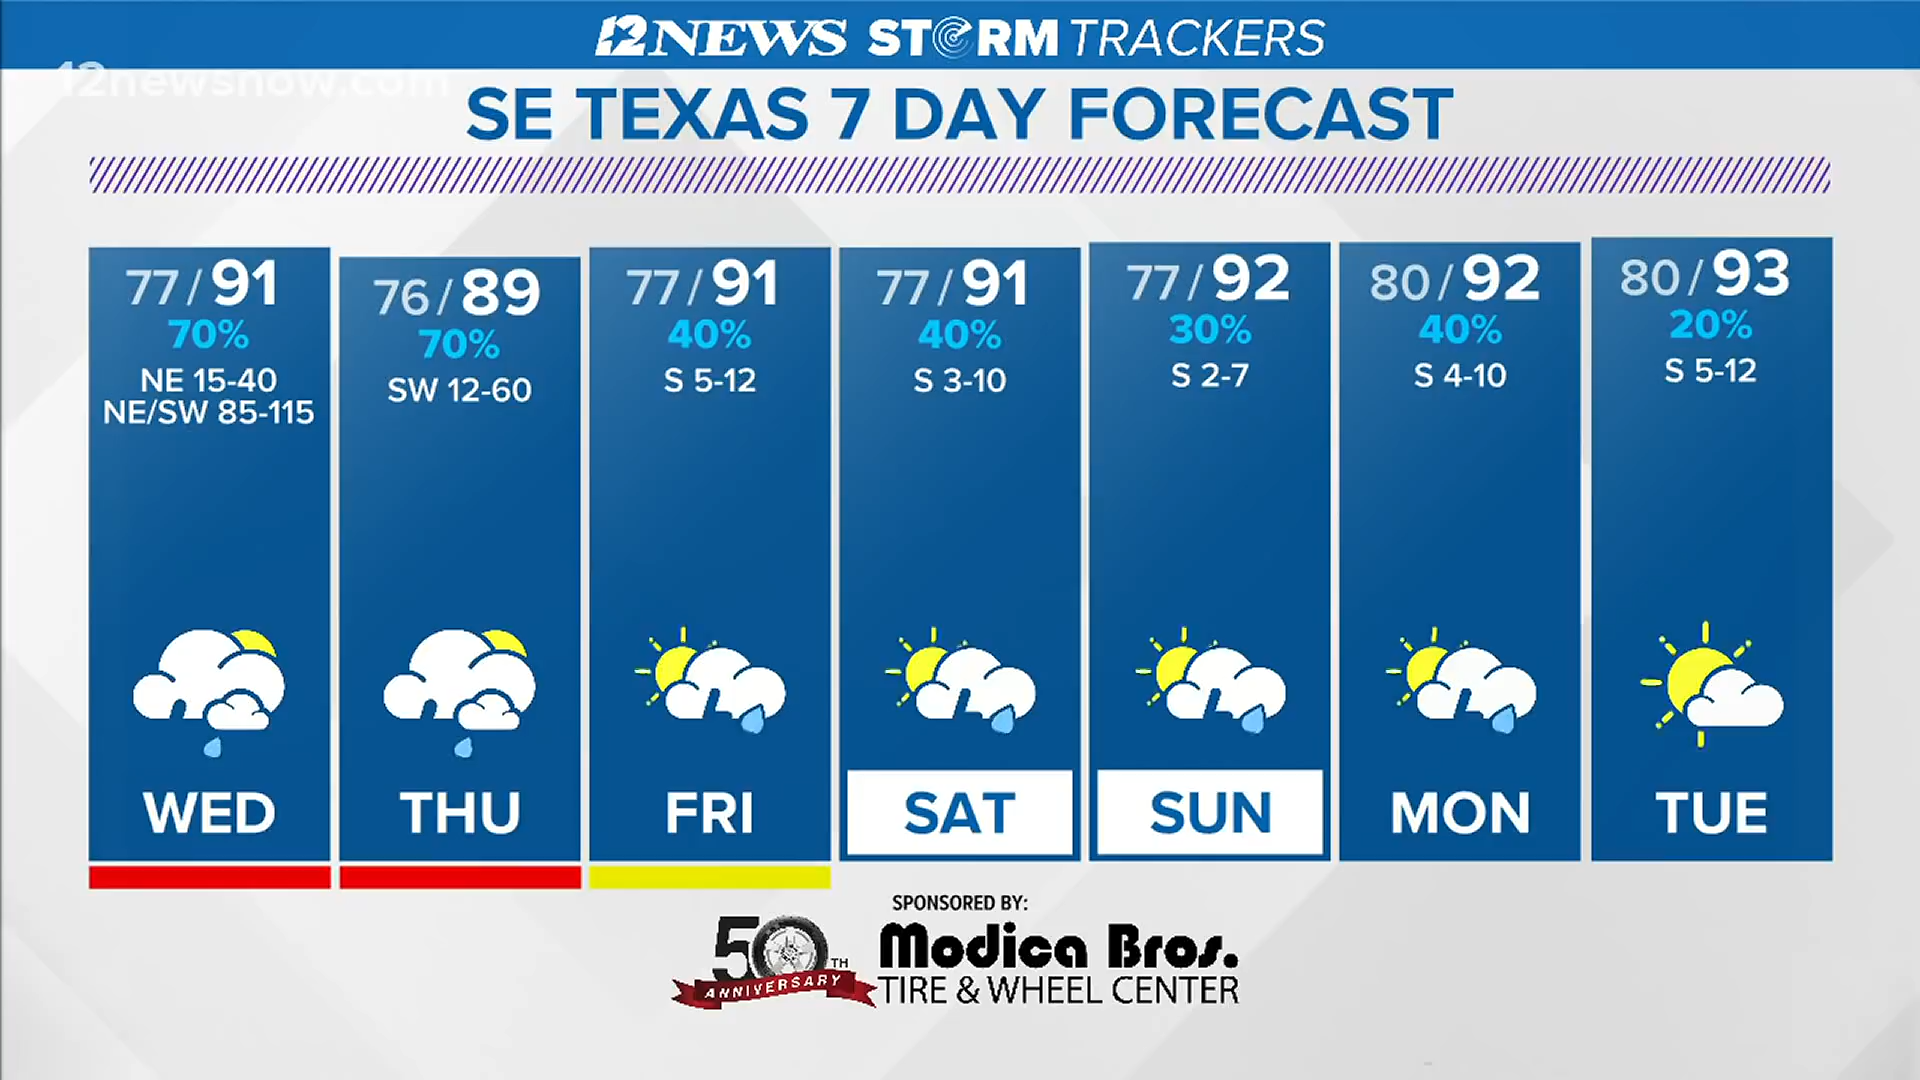 12NEWS STORM TRACKERS
12newsnow.com
SE TEXAS 7 DAY FORECAST
77/91
70%
NE 15-40
NE/SW 85-115
WED
76/89
70%
SW 12-60
THU
77/91
40%
S 5-12
FRI
77/91
40%
S 3-10
SAT
77/92
30%
S 2-7
SUN
80/92
40%
S 4-10
MON
80/93
20%
S 5-12
TUE
SPONSORED BY:
50TH
ANNIVERSARY
Modica Bros.
TIRE & WHEEL CENTER